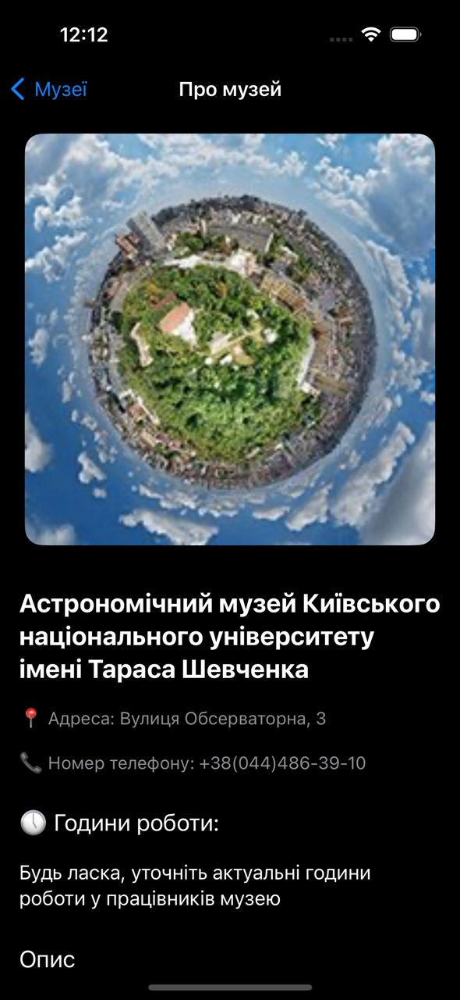 12:12
Музеї
Про музей
Астрономічний музей Київського
національного університету
імені Тараса Шевченка
📍 Адреса: Вулиця Обсерваторна, 3
📞 Номер телефону: +38(044)486-39-10
🕔 Години роботи:
Будь ласка, уточніть актуальні години
роботи у працівників музею
Опис